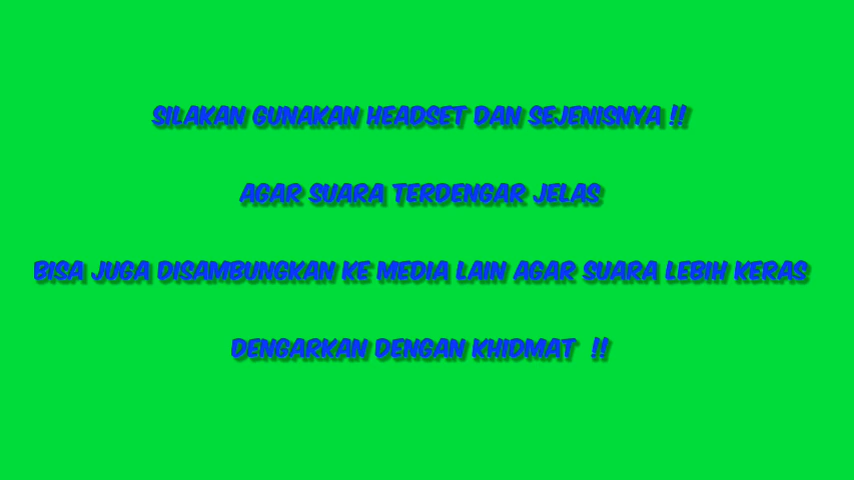 SILAKAN GUNAKAN HEADSET DAN SEJENISNYA !!
AGAR SUARA TERDENGAR JELAS
BISA JUGA DISAMBUNGKAN KE MEDIA LAIN AGAR SUARA LEBIH KERAS
DENGARKAN DENGAN KHIDMAT !!